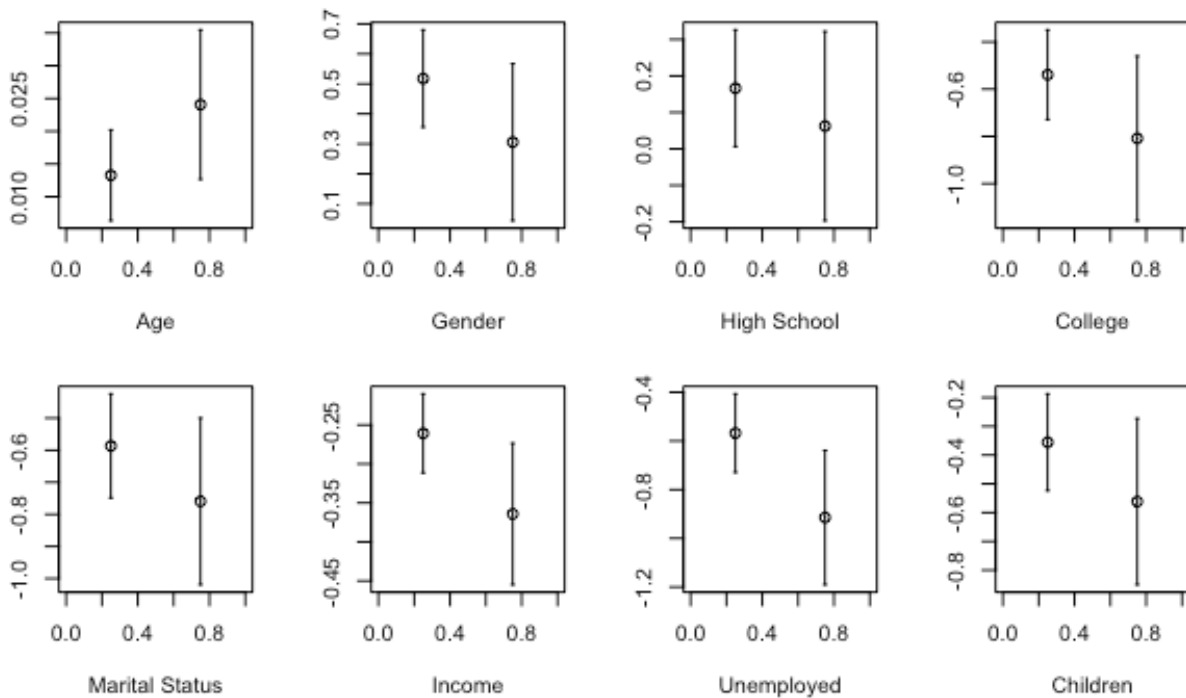 0.010 0.025
0.0 0.4 0.8
Age
0.1 0.3 0.5 0.7
0.0 0.4 0.8
Gender
-0.2 0.0 0.2
0.0 0.4 0.8
High School
-1.0 -0.6
0.0 0.4 0.8
College
-1.0 -0.8 -0.6
0.0 0.4 0.8
Marital Status
-0.45 -0.35 -0.25
0.0 0.4 0.8
Income
-1.2 -0.8 -0.4
0.0 0.4 0.8
Unemployed
-0.8 -0.6 -0.4 -0.2
0.0 0.4 0.8
Children